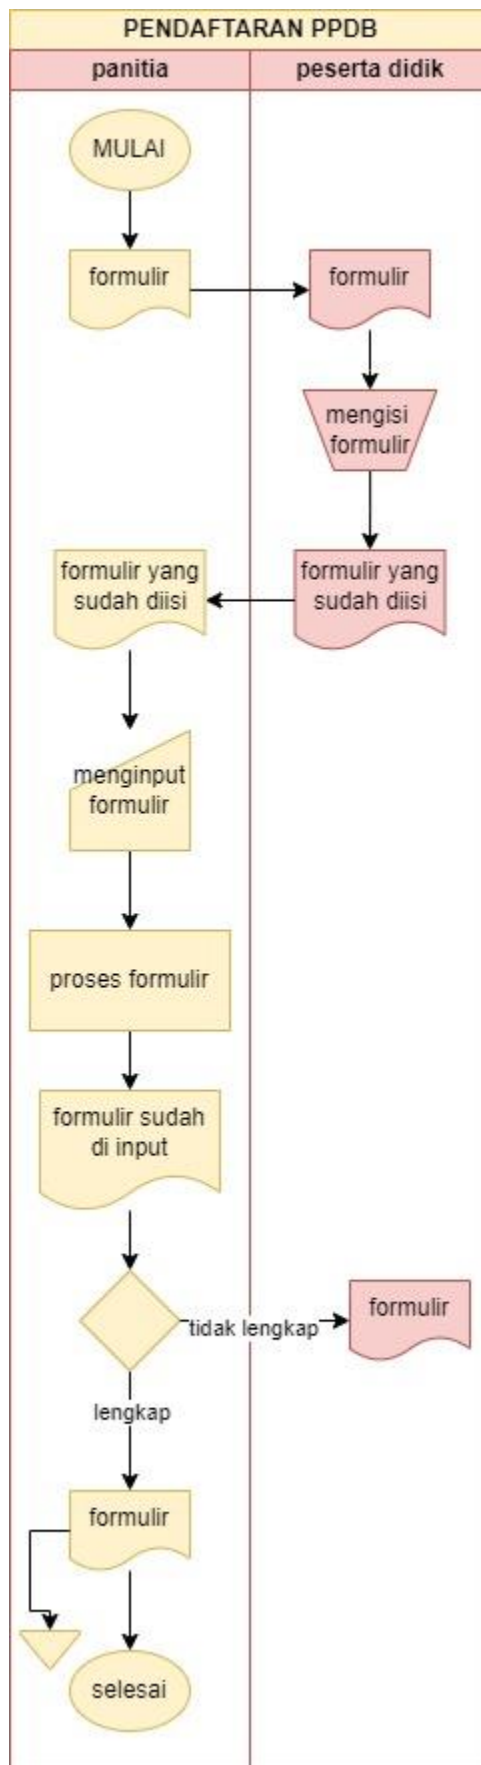 PENDAFTARAN PPDB
panitia
peserta didik
MULAI
formulir
formulir
mengisi
formulir
formulir yang
sudah diisi
formulir yang
sudah diisi
menginput
formulir
proses formulir
formulir sudah
di input
tidak lengkap
formulir
lengkap
formulir
selesai